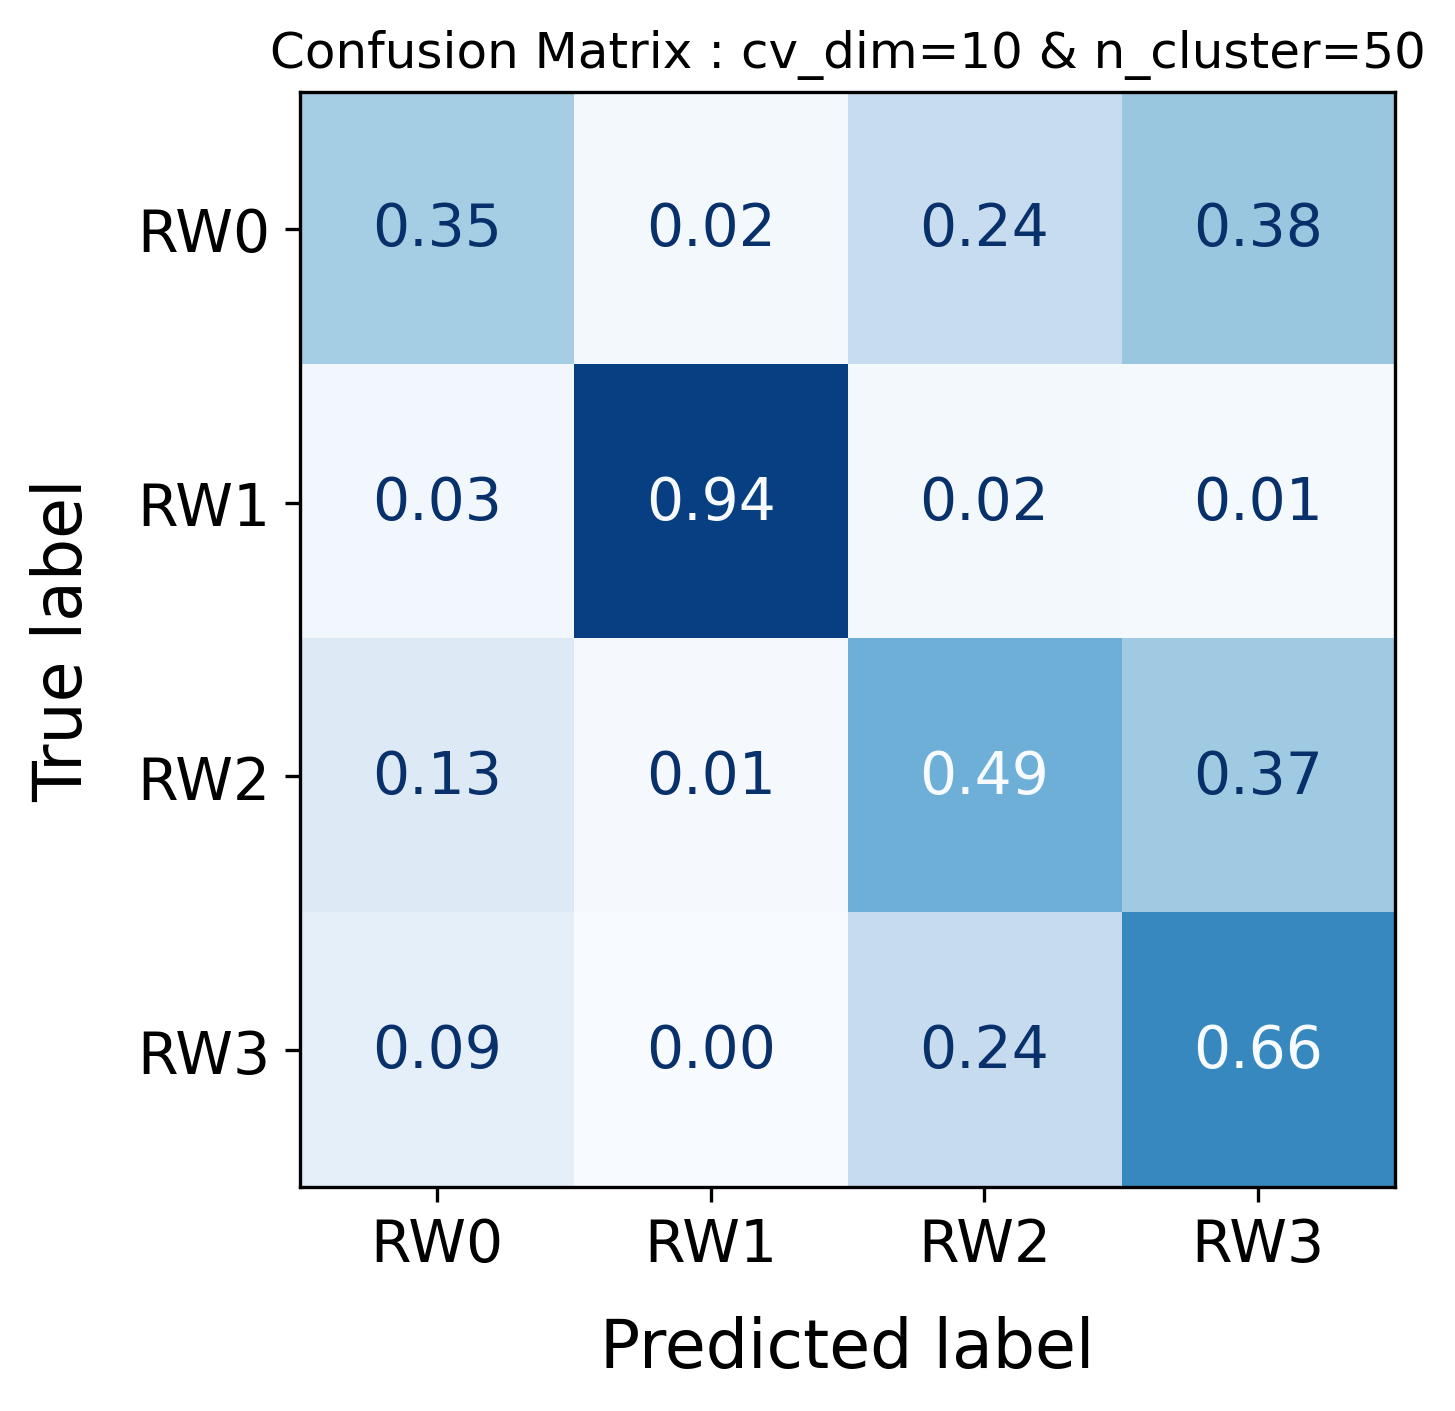 Confusion Matrix : cv_dim=10 & n_cluster=50
RW0 0.35 0.02 0.24 0.38
RW1 0.03 0.94 0.02 0.01
RW2 0.13 0.01 0.49 0.37
RW3 0.09 0.00 0.24 0.66
True label
RW0 RW1 RW2 RW3
Predicted label